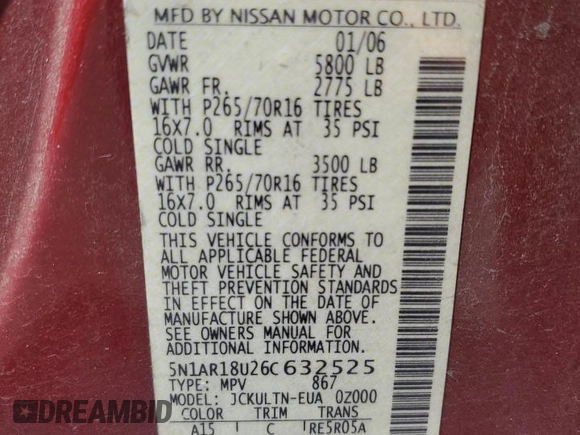 MFD BY NISSAN MOTOR CO., LTD.
DATE 01/06
GVWR 5800 LB
GAWR FR. 2775 LB
WITH P265/70R16 TIRES
16X7.0 RIMS AT 35 PSI
COLD SINGLE
GAWR RR. 3500 LB
WITH P265/70R16 TIRES
16X7.0 RIMS AT 35 PSI
COLD SINGLE
THIS VEHICLE CONFORMS TO
ALL APPLICABLE FEDERAL
MOTOR VEHICLE SAFETY AND
THEFT PREVENTION STANDARDS
IN EFFECT ON THE DATE OF
MANUFACTURE SHOWN ABOVE.
SEE OWNERS MANUAL FOR
ADDITIONAL INFORMATION.
5N1AR18U26C632525
TYPE: MPV 867
MODEL: JCKULTN-EUA 0Z000
COLOR TRIM TRANS
A15 C RE5R05A
RIDESAFELY